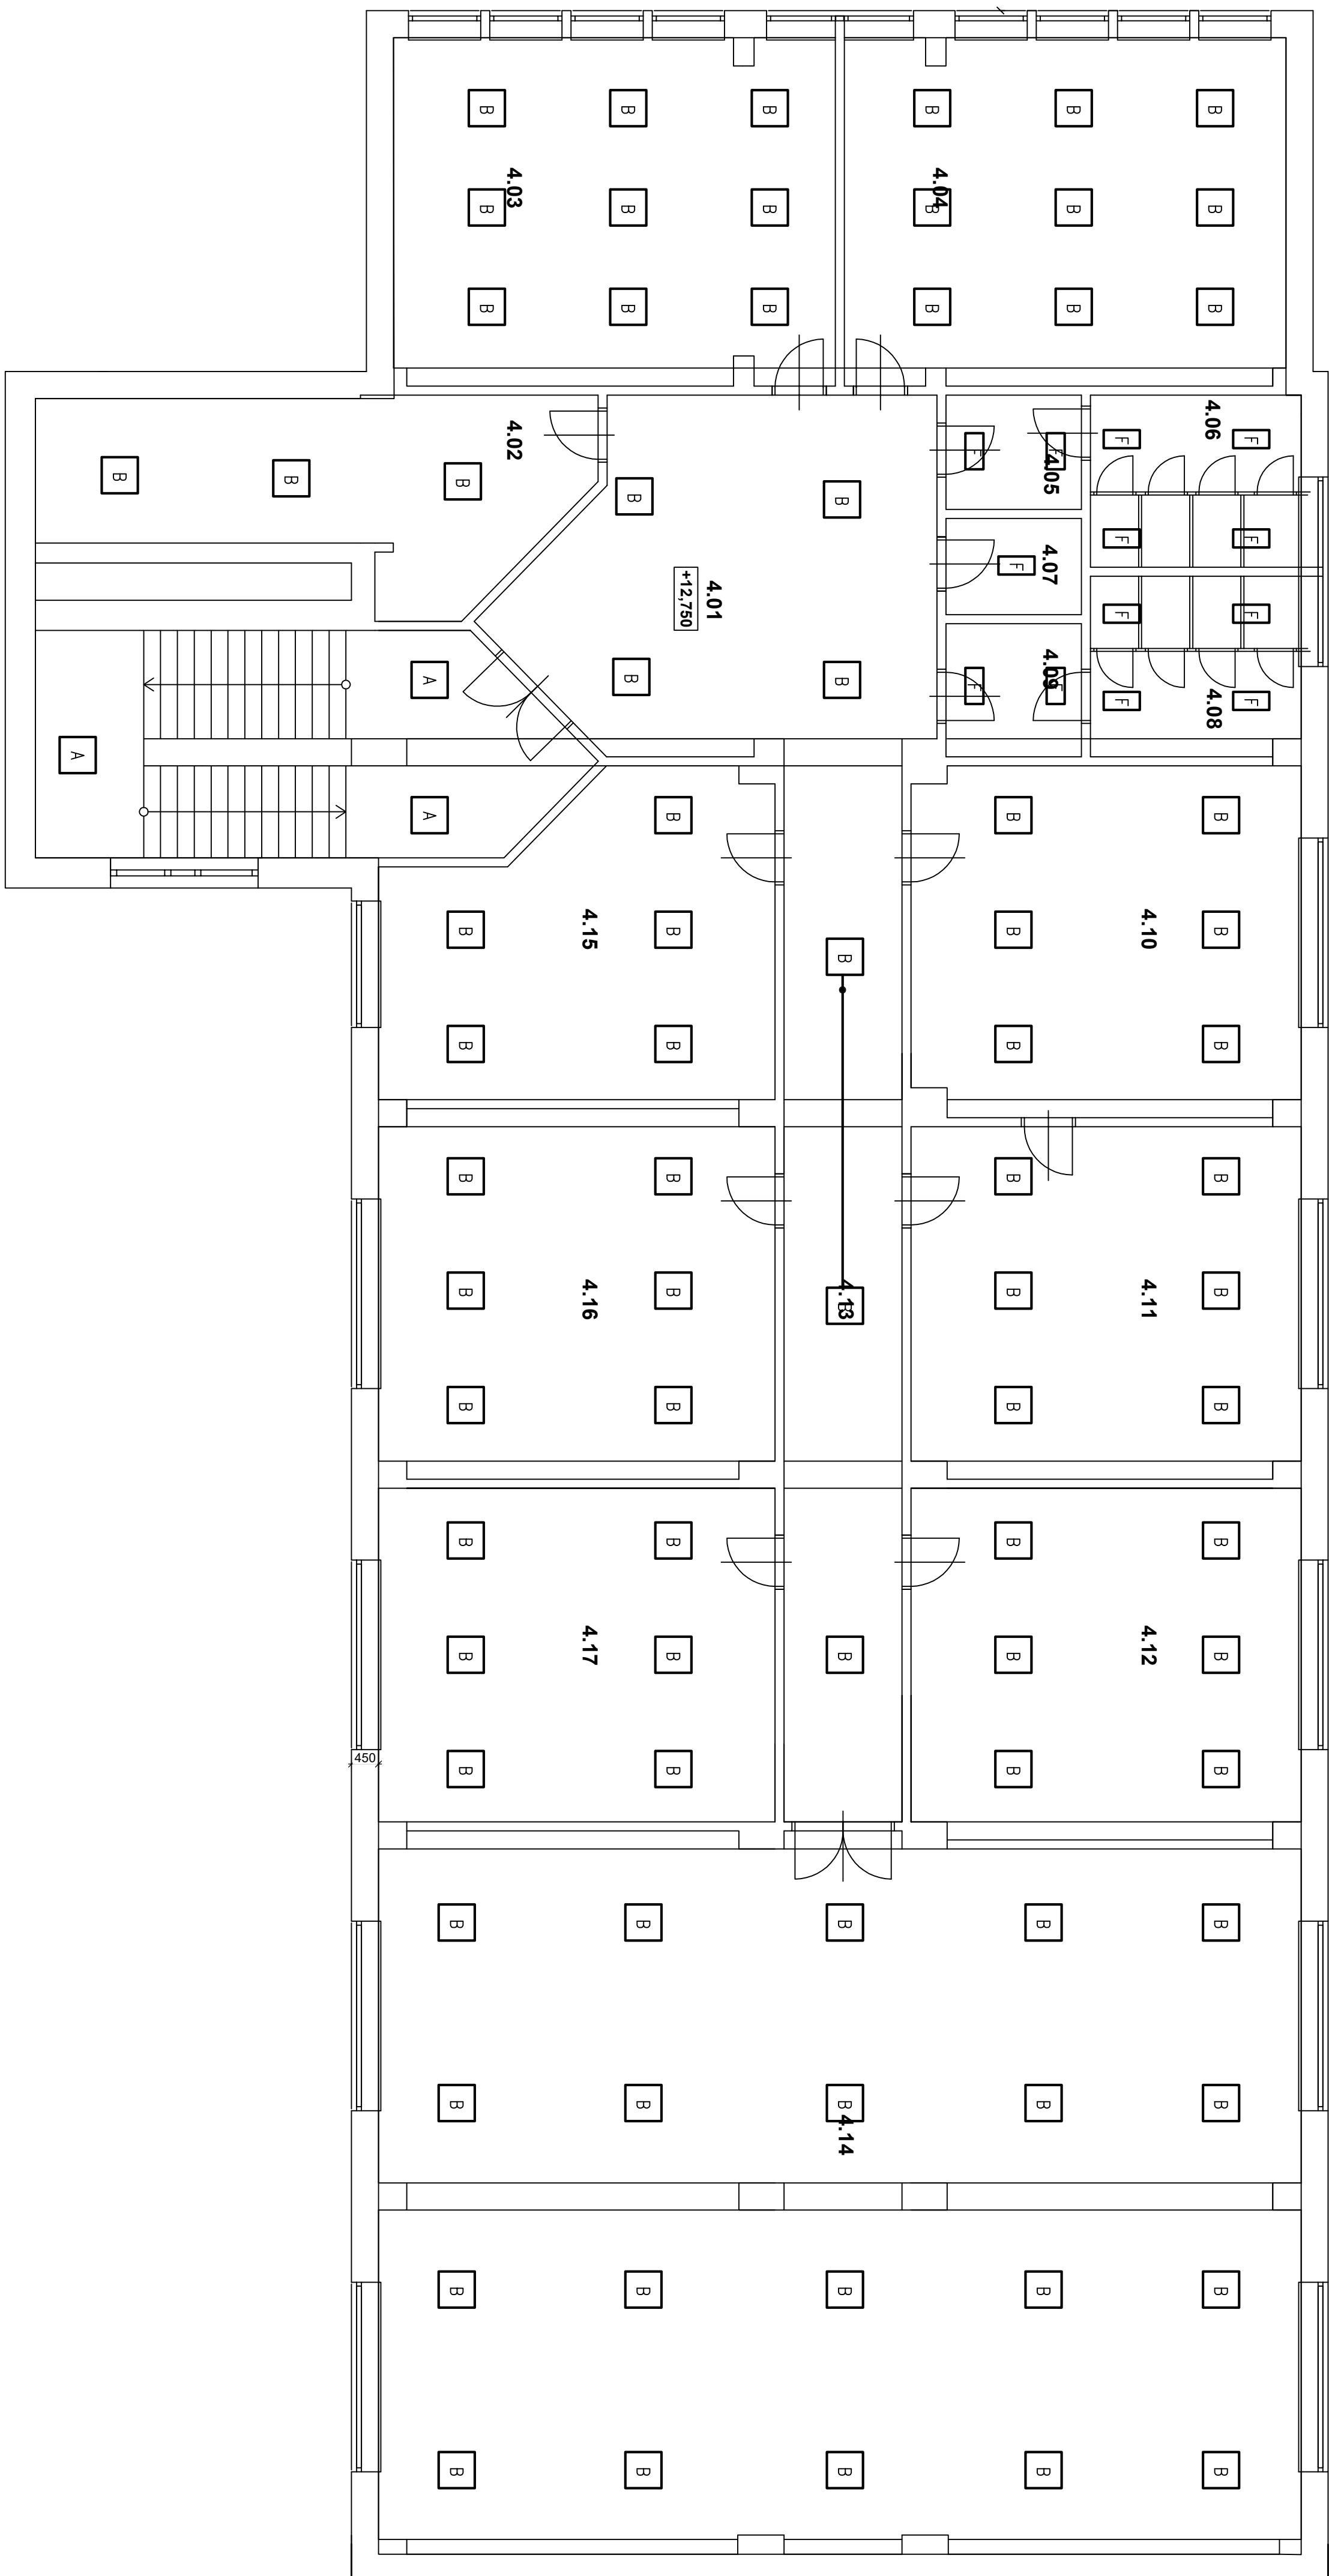 B B B B B B
4.03 4.04
B B B B B B
B B B B B B
4.02 4.06
F F
F F
4.05
B B B
B B
F F
F 4.07
4.01
+12,750
F F
A B B F F
4.09
F F
4.08
A
A B B B
B 4.15 B B 4.10 B
B
B B B B
B B B B
B 4.16 B B 4.11 B
4.13
B
B B B B
B B B B
B 4.17 B B B 4.12 B
450
B B B B
B B B B B
B B B B B
4.14
B B B B B
B B B B B